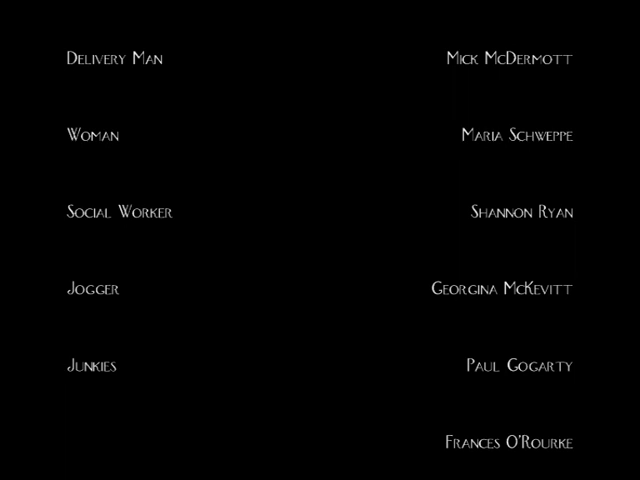 Delivery Man Mick McDermott
Woman Maria Schweppe
Social Worker Shannon Ryan
Jogger Georgina McKevitt
Junkies Paul Gogarty
Frances O'Rourke